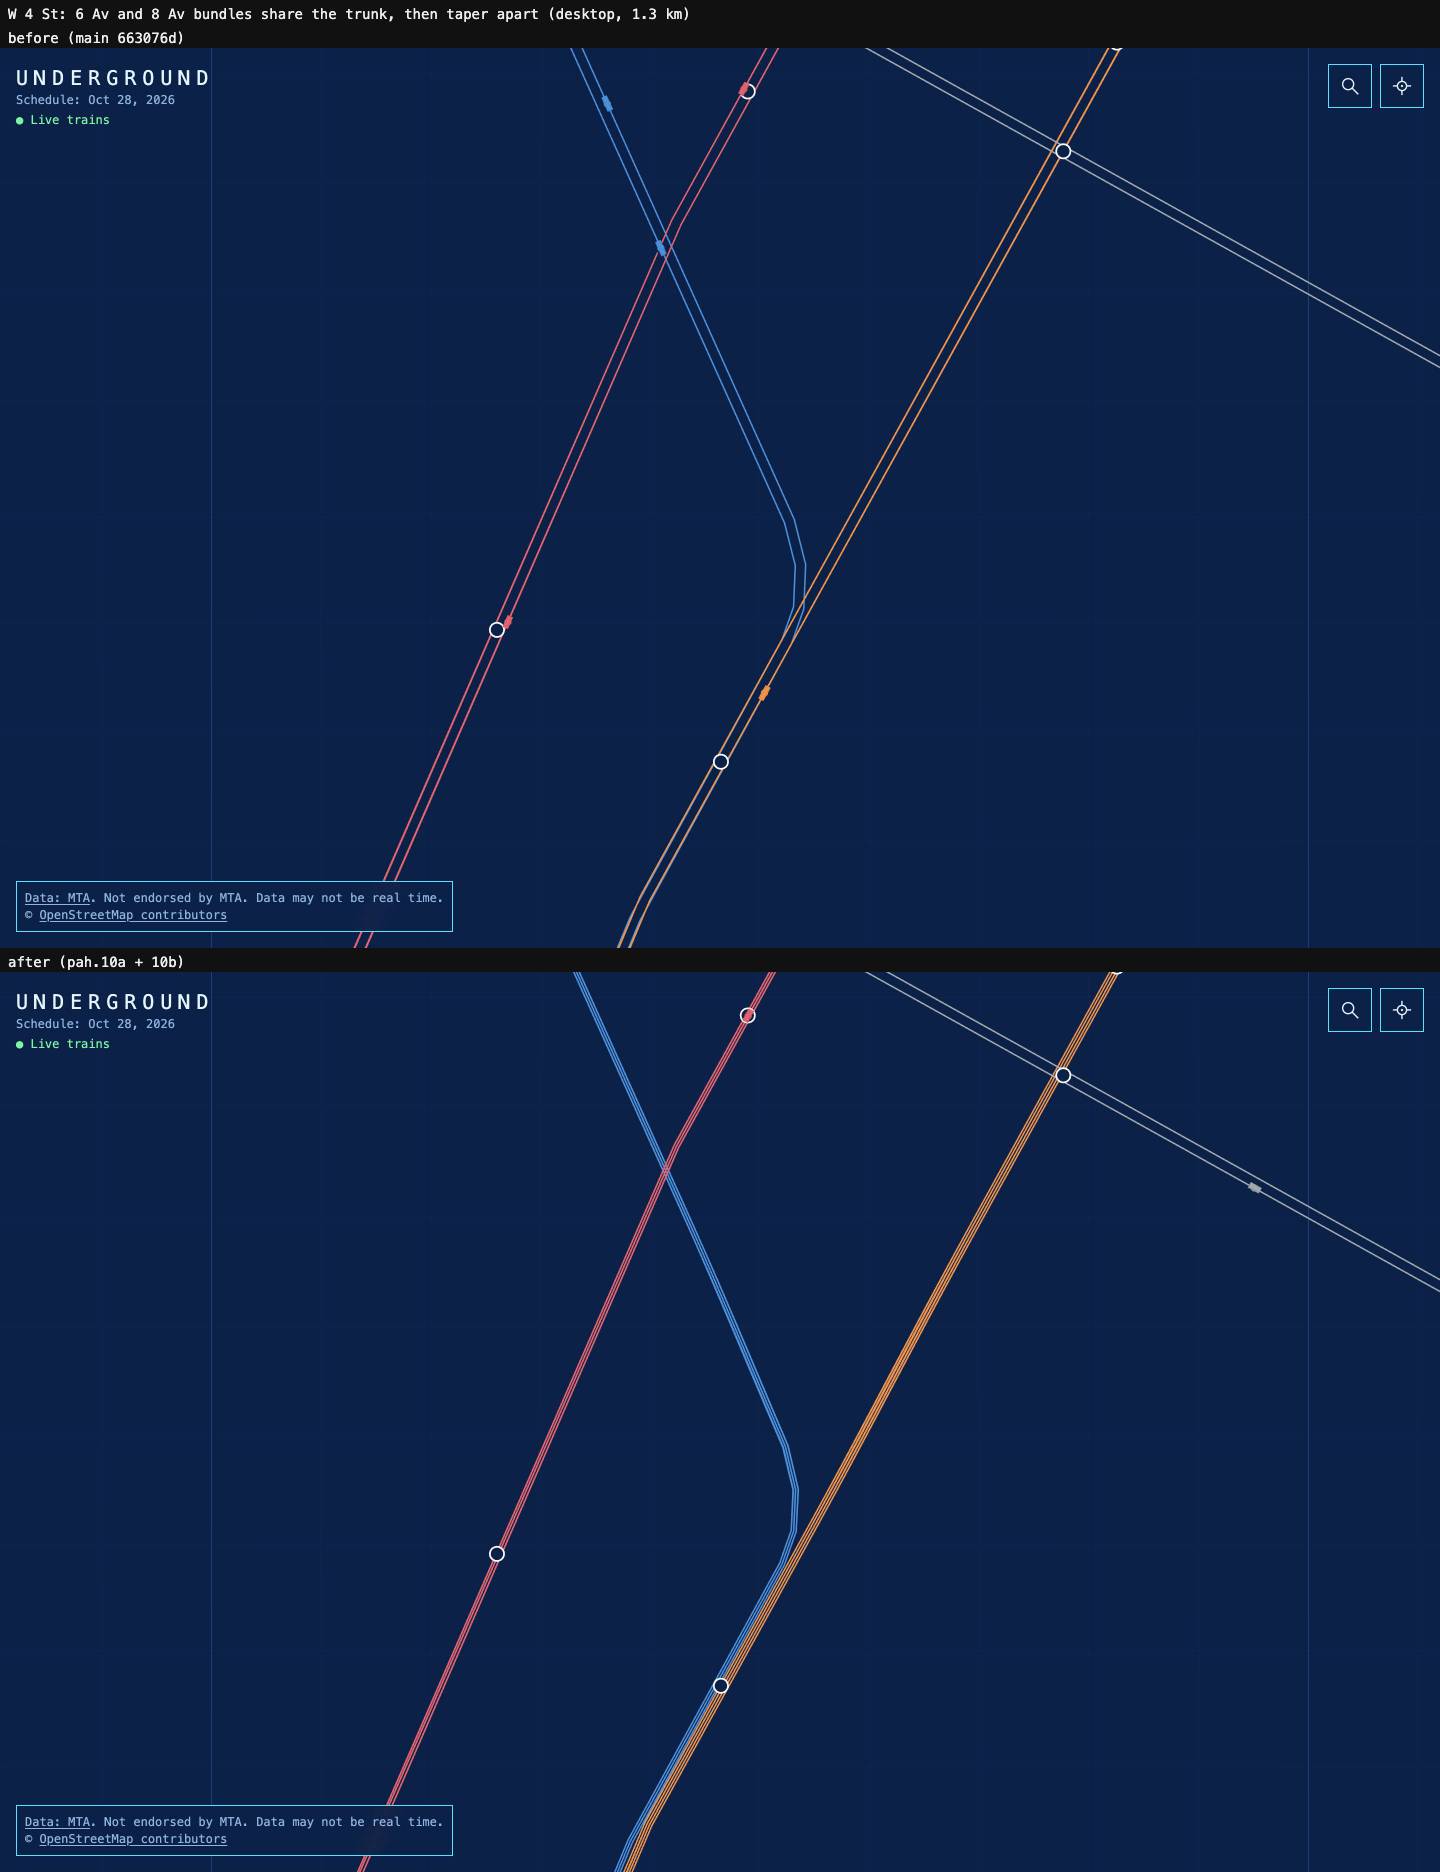 W 4 St: 6 Av and 8 Av bundles share the trunk, then taper apart (desktop, 1.3 km)
before (main 663076d)
UNDERGROUND
Schedule: Oct 28, 2026
● Live trains
Data: MTA. Not endorsed by MTA. Data may not be real time.
© OpenStreetMap contributors
after (pah.10a + 10b)
UNDERGROUND
Schedule: Oct 28, 2026
● Live trains
Data: MTA. Not endorsed by MTA. Data may not be real time.
© OpenStreetMap contributors